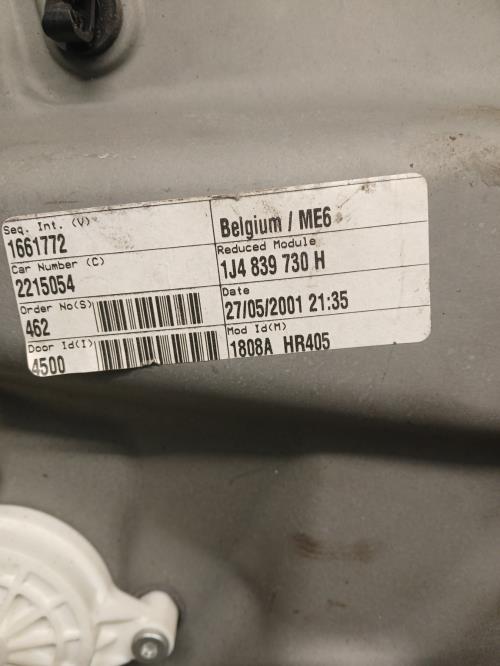 Seq. Int. (V)
1661772
Belgium / ME6
Car Number (C)
2215054
Reduced Module
1J4 839 730 H
Order No(S)
462
Date
27/05/2001 21:35
Door Id(I)
4500
Mod Id(M)
1808A HR405